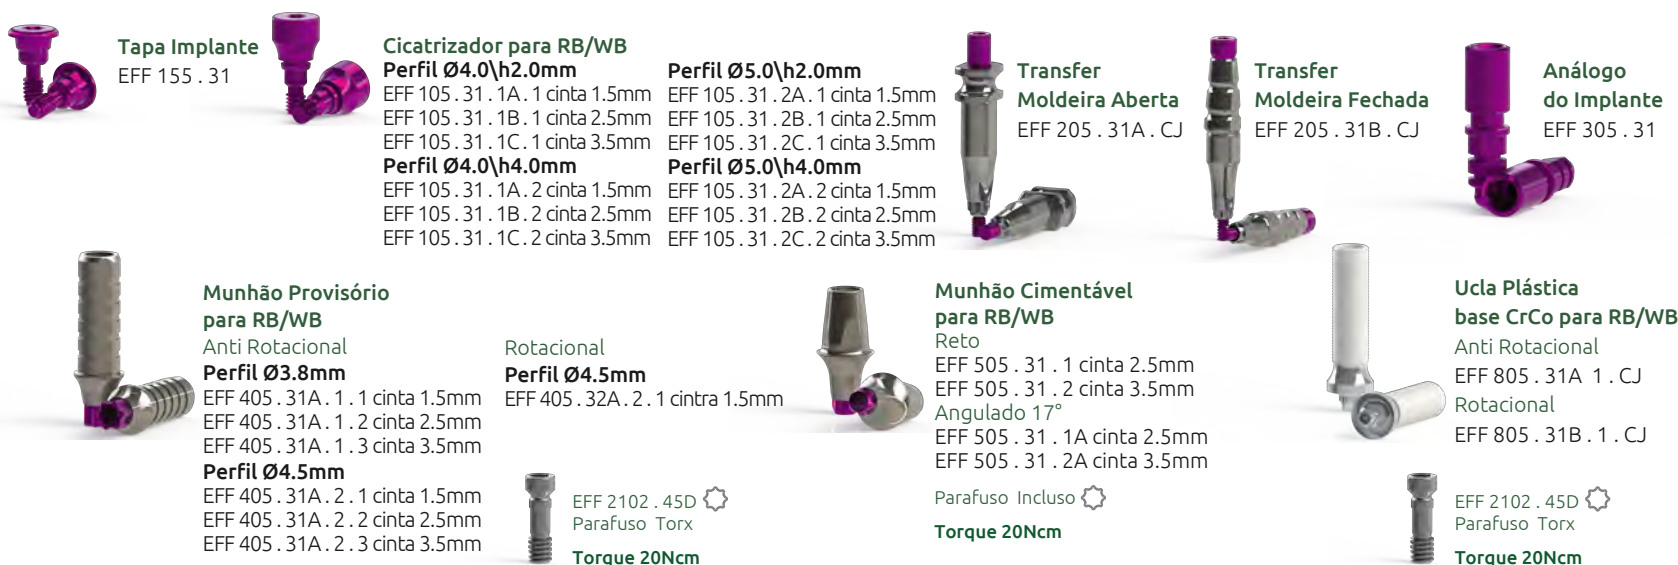 Tapa Implante
EFF 155 . 31
Cicatrizador para RB/WB
Perfil Ø4.0\h2.0mm
EFF 105 . 31 . 1A . 1 cinta 1.5mm
EFF 105 . 31 . 1B . 1 cinta 2.5mm
EFF 105 . 31 . 1C . 1 cinta 3.5mm
Perfil Ø4.0\h4.0mm
EFF 105 . 31 . 1A . 2 cinta 1.5mm
EFF 105 . 31 . 1B . 2 cinta 2.5mm
EFF 105 . 31 . 1C . 2 cinta 3.5mm
Perfil Ø5.0\h2.0mm
EFF 105 . 31 . 2A . 1 cinta 1.5mm
EFF 105 . 31 . 2B . 1 cinta 2.5mm
EFF 105 . 31 . 2C . 1 cinta 3.5mm
Perfil Ø5.0\h4.0mm
EFF 105 . 31 . 2A . 2 cinta 1.5mm
EFF 105 . 31 . 2B . 2 cinta 2.5mm
EFF 105 . 31 . 2C . 2 cinta 3.5mm
Transfer
Moldeira Aberta
EFF 205 . 31A . CJ
Transfer
Moldeira Fechada
EFF 205 . 31B . CJ
Análogo
do Implante
EFF 305 . 31
Munhão Provisório
para RB/WB
Anti Rotacional
Perfil Ø3.8mm
EFF 405 . 31A . 1 . 1 cinta 1.5mm
EFF 405 . 31A . 1 . 2 cinta 2.5mm
EFF 405 . 31A . 1 . 3 cinta 3.5mm
Perfil Ø4.5mm
EFF 405 . 31A . 2 . 1 cinta 1.5mm
EFF 405 . 31A . 2 . 2 cinta 2.5mm
EFF 405 . 31A . 2 . 3 cinta 3.5mm
Rotacional
Perfil Ø4.5mm
EFF 405 . 32A . 2 . 1 cintra 1.5mm
EFF 2102 . 45D
Parafuso Torx
Torque 20Ncm
Munhão Cimentável
para RB/WB
Reto
EFF 505 . 31 . 1 cinta 2.5mm
EFF 505 . 31 . 2 cinta 3.5mm
Angulado 17°
EFF 505 . 31 . 1A cinta 2.5mm
EFF 505 . 31 . 2A cinta 3.5mm
Parafuso Incluso
Torque 20Ncm
Ucla Plástica
base CrCo para RB/WB
Anti Rotacional
EFF 805 . 31A 1 . CJ
Rotacional
EFF 805 . 31B . 1 . CJ
EFF 2102 . 45D
Parafuso Torx
Torque 20Ncm